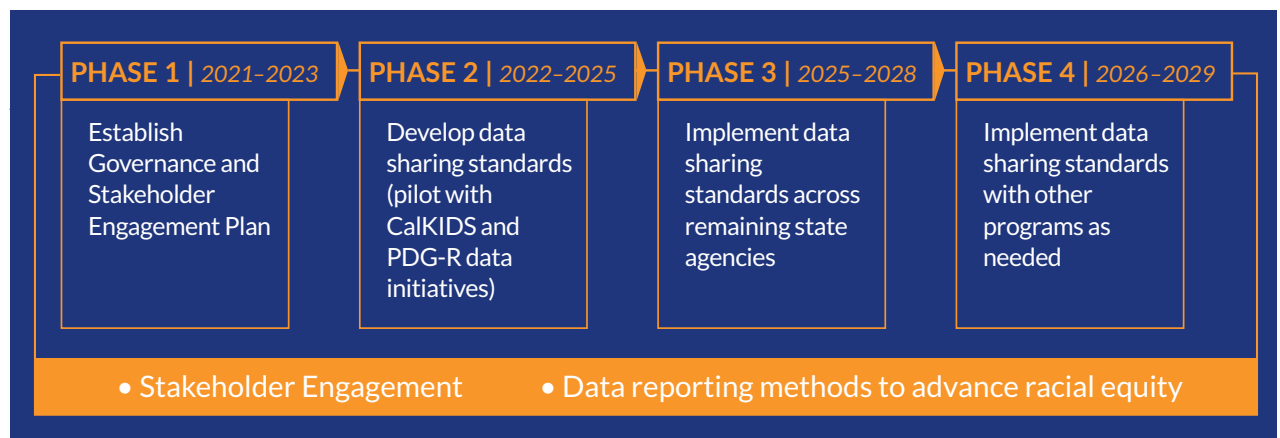 PHASE 1 | 2021–2023
Establish
Governance and
Stakeholder
Engagement Plan
PHASE 2 | 2022–2025
Develop data
sharing standards
(pilot with
CalKIDS and
PDG-R data
initiatives)
PHASE 3 | 2025–2028
Implement data
sharing
standards across
remaining state
agencies
PHASE 4 | 2026–2029
Implement data
sharing standards
with other
programs as
needed
• Stakeholder Engagement
• Data reporting methods to advance racial equity